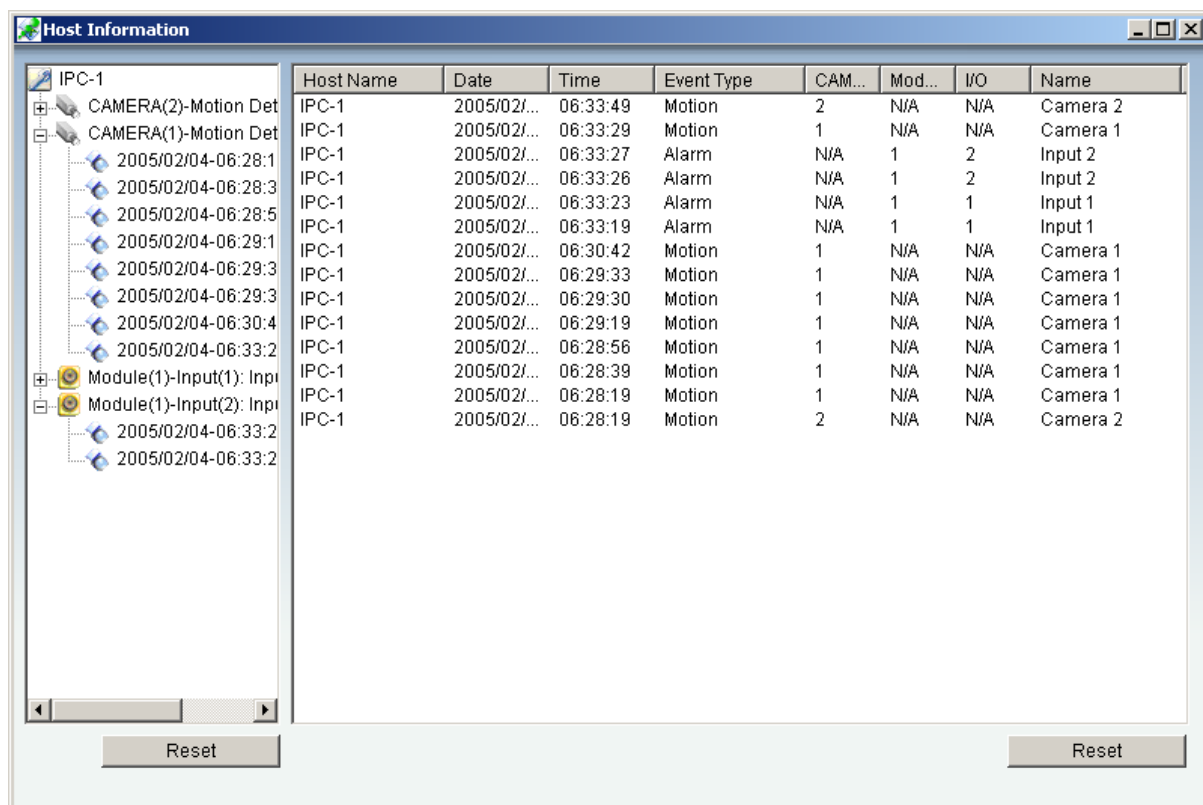 Host Information
IPC-1
CAMERA(2)-Motion Det
CAMERA(1)-Motion Det
2005/02/04-06:28:1
2005/02/04-06:28:3
2005/02/04-06:28:5
2005/02/04-06:29:1
2005/02/04-06:29:3
2005/02/04-06:29:3
2005/02/04-06:30:4
2005/02/04-06:33:2
Module(1)-Input(1): Inpu
Module(1)-Input(2): Inpu
2005/02/04-06:33:2
2005/02/04-06:33:2
Reset
Host Name Date Time Event Type CAM... Mod... I/O Name
IPC-1 2005/02/... 06:33:49 Motion 2 N/A N/A Camera 2
IPC-1 2005/02/... 06:33:29 Motion 1 N/A N/A Camera 1
IPC-1 2005/02/... 06:33:27 Alarm N/A 1 2 Input 2
IPC-1 2005/02/... 06:33:26 Alarm N/A 1 2 Input 2
IPC-1 2005/02/... 06:33:23 Alarm N/A 1 1 Input 1
IPC-1 2005/02/... 06:33:19 Alarm N/A 1 1 Input 1
IPC-1 2005/02/... 06:30:42 Motion 1 N/A N/A Camera 1
IPC-1 2005/02/... 06:29:33 Motion 1 N/A N/A Camera 1
IPC-1 2005/02/... 06:29:30 Motion 1 N/A N/A Camera 1
IPC-1 2005/02/... 06:29:19 Motion 1 N/A N/A Camera 1
IPC-1 2005/02/... 06:28:56 Motion 1 N/A N/A Camera 1
IPC-1 2005/02/... 06:28:39 Motion 1 N/A N/A Camera 1
IPC-1 2005/02/... 06:28:19 Motion 1 N/A N/A Camera 1
IPC-1 2005/02/... 06:28:19 Motion 2 N/A N/A Camera 2
Reset